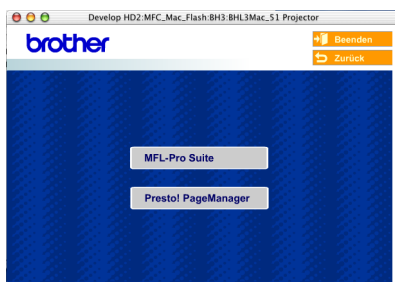 Develop HD2:MFC_Mac_Flash:BH3:BHL3Mac_51 Projector
brother
Beenden
Zurück
MFL-Pro Suite
Presto! PageManager